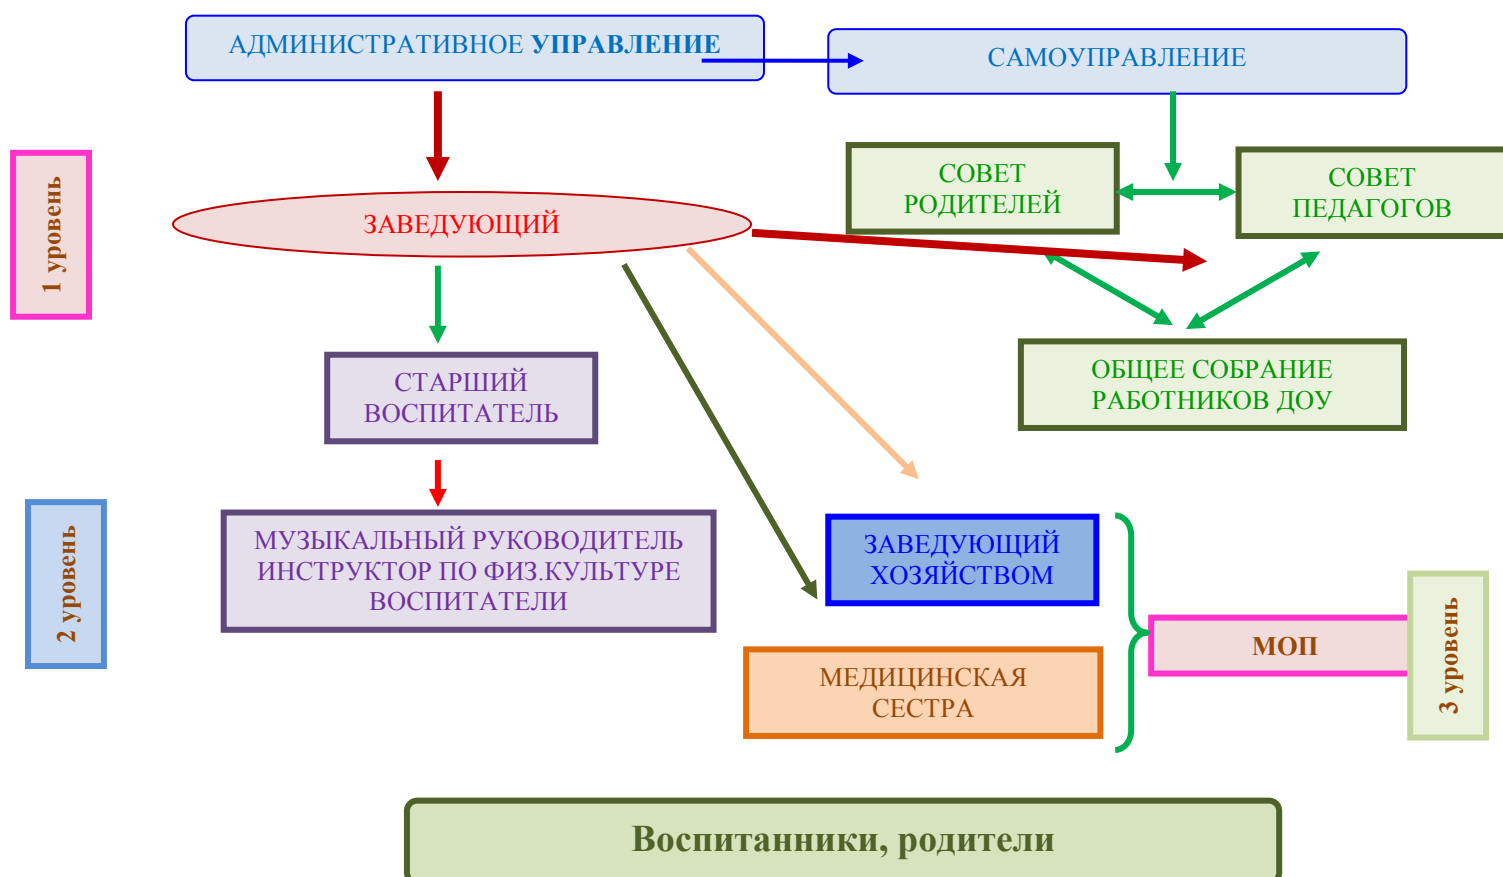 АДМИНИСТРАТИВНОЕ УПРАВЛЕНИЕ
САМОУПРАВЛЕНИЕ
1 уровень
ЗАВЕДУЮЩИЙ
СОВЕТ
РОДИТЕЛЕЙ
СОВЕТ
ПЕДАГОГОВ
СТАРШИЙ
ВОСПИТАТЕЛЬ
ОБЩЕЕ СОБРАНИЕ
РАБОТНИКОВ ДОУ
2 уровень
МУЗЫКАЛЬНЫЙ РУКОВОДИТЕЛЬ
ИНСТРУКТОР ПО ФИЗ.КУЛЬТУРЕ
ВОСПИТАТЕЛИ
ЗАВЕДУЮЩИЙ
ХОЗЯЙСТВОМ
МЕДИЦИНСКАЯ
СЕСТРА
МОП
3 уровень
Воспитанники, родители